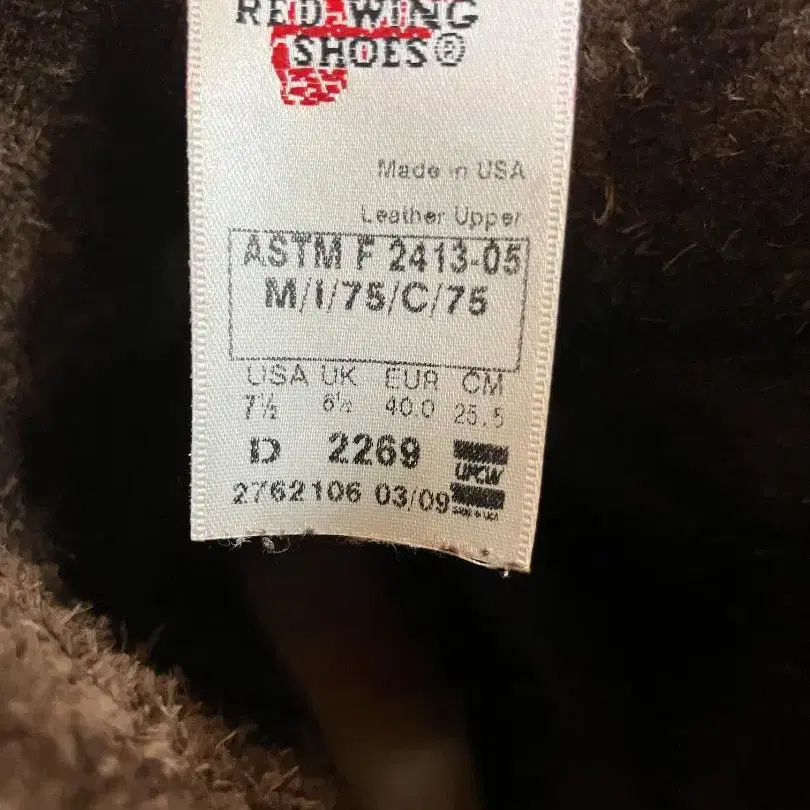 RED WING
SHOES®
Made in USA
Leather Upper
ASTM F 2413-05
M/I/75/C/75
USA UK EUR CM
7½ 6½ 40.0 25.5
D 2269
UFCW
2762106 03/09